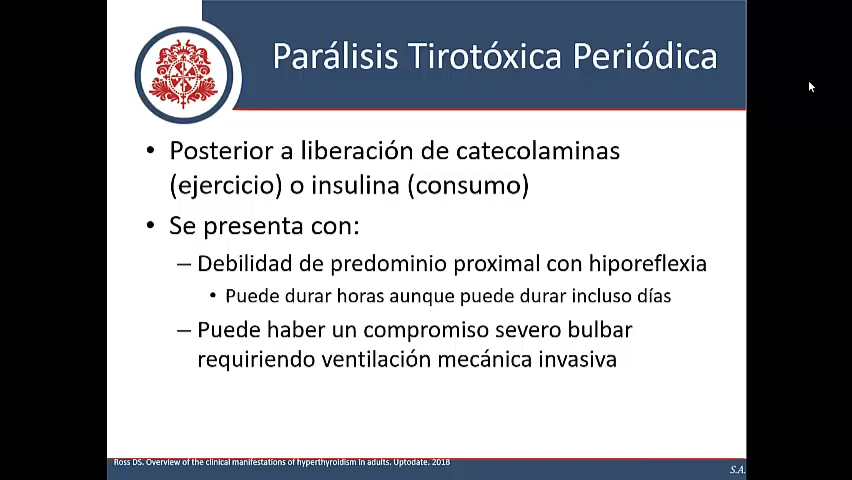 Parálisis Tirotóxica Periódica
• Posterior a liberación de catecolaminas
(ejercicio) o insulina (consumo)
• Se presenta con:
– Debilidad de predominio proximal con hiporeflexia
• Puede durar horas aunque puede durar incluso días
– Puede haber un compromiso severo bulbar
requiriendo ventilación mecánica invasiva
Ross DS. Overview of the clinical manifestations of hyperthyroidism in adults. Uptodate. 2018
S.A.